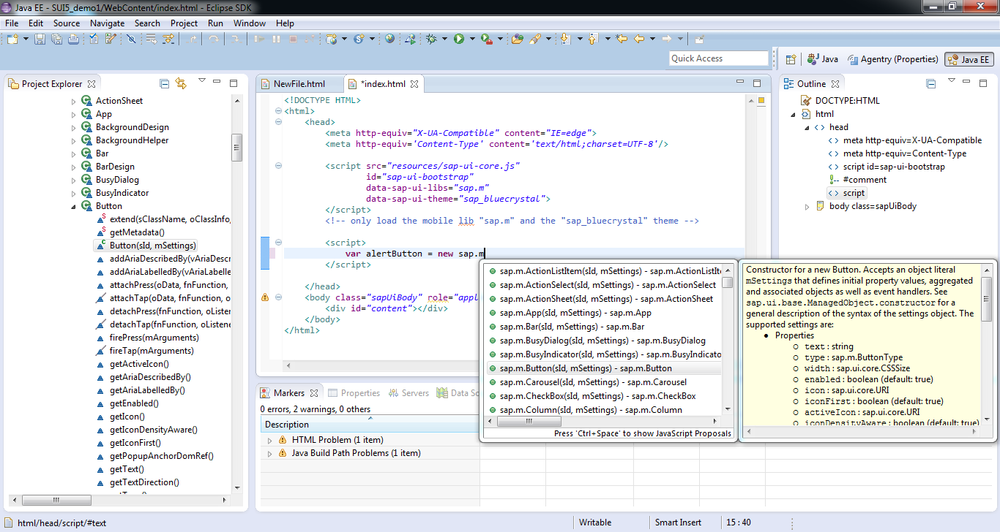 Java EE - SUI5_demo1/WebContent/index.html - Eclipse SDK
File Edit Source Navigate Search Project Run Window Help
Quick Access
Java
Agentry (Properties)
Java EE
Project Explorer
ActionSheet
App
BackgroundDesign
BackgroundHelper
Bar
BarDesign
BusyDialog
BusyIndicator
Button
extend(sClassName, oClassInfo,
getMetadata()
Button(sId, mSettings)
addAriaDescribedBy(vAriaDescr
addAriaLabelledBy(vAriaLabelle
attachPress(oData, fnFunction,
attachTap(oData, fnFunction, o
detachPress(fnFunction, oListene
detachTap(fnFunction, oListene
firePress(mArguments)
fireTap(mArguments)
getActiveIcon()
getAriaDescribedBy()
getAriaLabelledBy()
getEnabled()
getIcon()
getIconDensityAware()
getIconFirst()
getPopupAnchorDomRef()
getText()
getTextDirection()
NewFile.html
*index.html
<!DOCTYPE HTML>
<html>
<head>
<meta http-equiv="X-UA-Compatible" content="IE=edge">
<meta http-equiv='Content-Type' content='text/html;charset=UTF-8'/>
<script src="resources/sap-ui-core.js"
id="sap-ui-bootstrap"
data-sap-ui-libs="sap.m"
data-sap-ui-theme="sap_bluecrystal">
</script>
<!-- only load the mobile lib "sap.m" and the "sap_bluecrystal" theme -->
<script>
var alertButton = new sap.m
</script>
</head>
<body class="sapUiBody" role="appl
<div id="content"></div>
</body>
</html>
sap.m.ActionListItem(sId, mSettings) - sap.m.ActionListIte
sap.m.ActionSelect(sId, mSettings) - sap.m.ActionSelect
sap.m.ActionSheet(sId, mSettings) - sap.m.ActionSheet
sap.m.App(sId, mSettings) - sap.m.App
sap.m.Bar(sId, mSettings) - sap.m.Bar
sap.m.BusyDialog(sId, mSettings) - sap.m.BusyDialog
sap.m.BusyIndicator(sId, mSettings) - sap.m.BusyIndicato
sap.m.Button(sId, mSettings) - sap.m.Button
sap.m.Carousel(sId, mSettings) - sap.m.Carousel
sap.m.CheckBox(sId, mSettings) - sap.m.CheckBox
sap.m.Column(sId, mSettings) - sap.m.Column
Press 'Ctrl+Space' to show JavaScript Proposals
Constructor for a new Button. Accepts an object literal
mSettings that defines initial property values, aggregated
and associated objects as well as event handlers. See
sap.ui.base.ManagedObject.constructor for a
general description of the syntax of the settings object. The
supported settings are:
Properties
text : string
type : sap.m.ButtonType
width : sap.ui.core.CSSSize
enabled : boolean (default: true)
icon : sap.ui.core.URI
iconFirst : boolean (default: true)
activeIcon : sap.ui.core.URI
iconDensityAware : boolean (default: true)
Outline
DOCTYPE:HTML
html
head
meta http-equiv=X-UA-Compatible
meta http-equiv=Content-Type
script id=sap-ui-bootstrap
#comment
script
body class=sapUiBody
Markers
Properties
Servers
Data So
0 errors, 2 warnings, 0 others
Description
HTML Problem (1 item)
Java Build Path Problems (1 item)
html/head/script/#text
Writable
Smart Insert
15 : 40